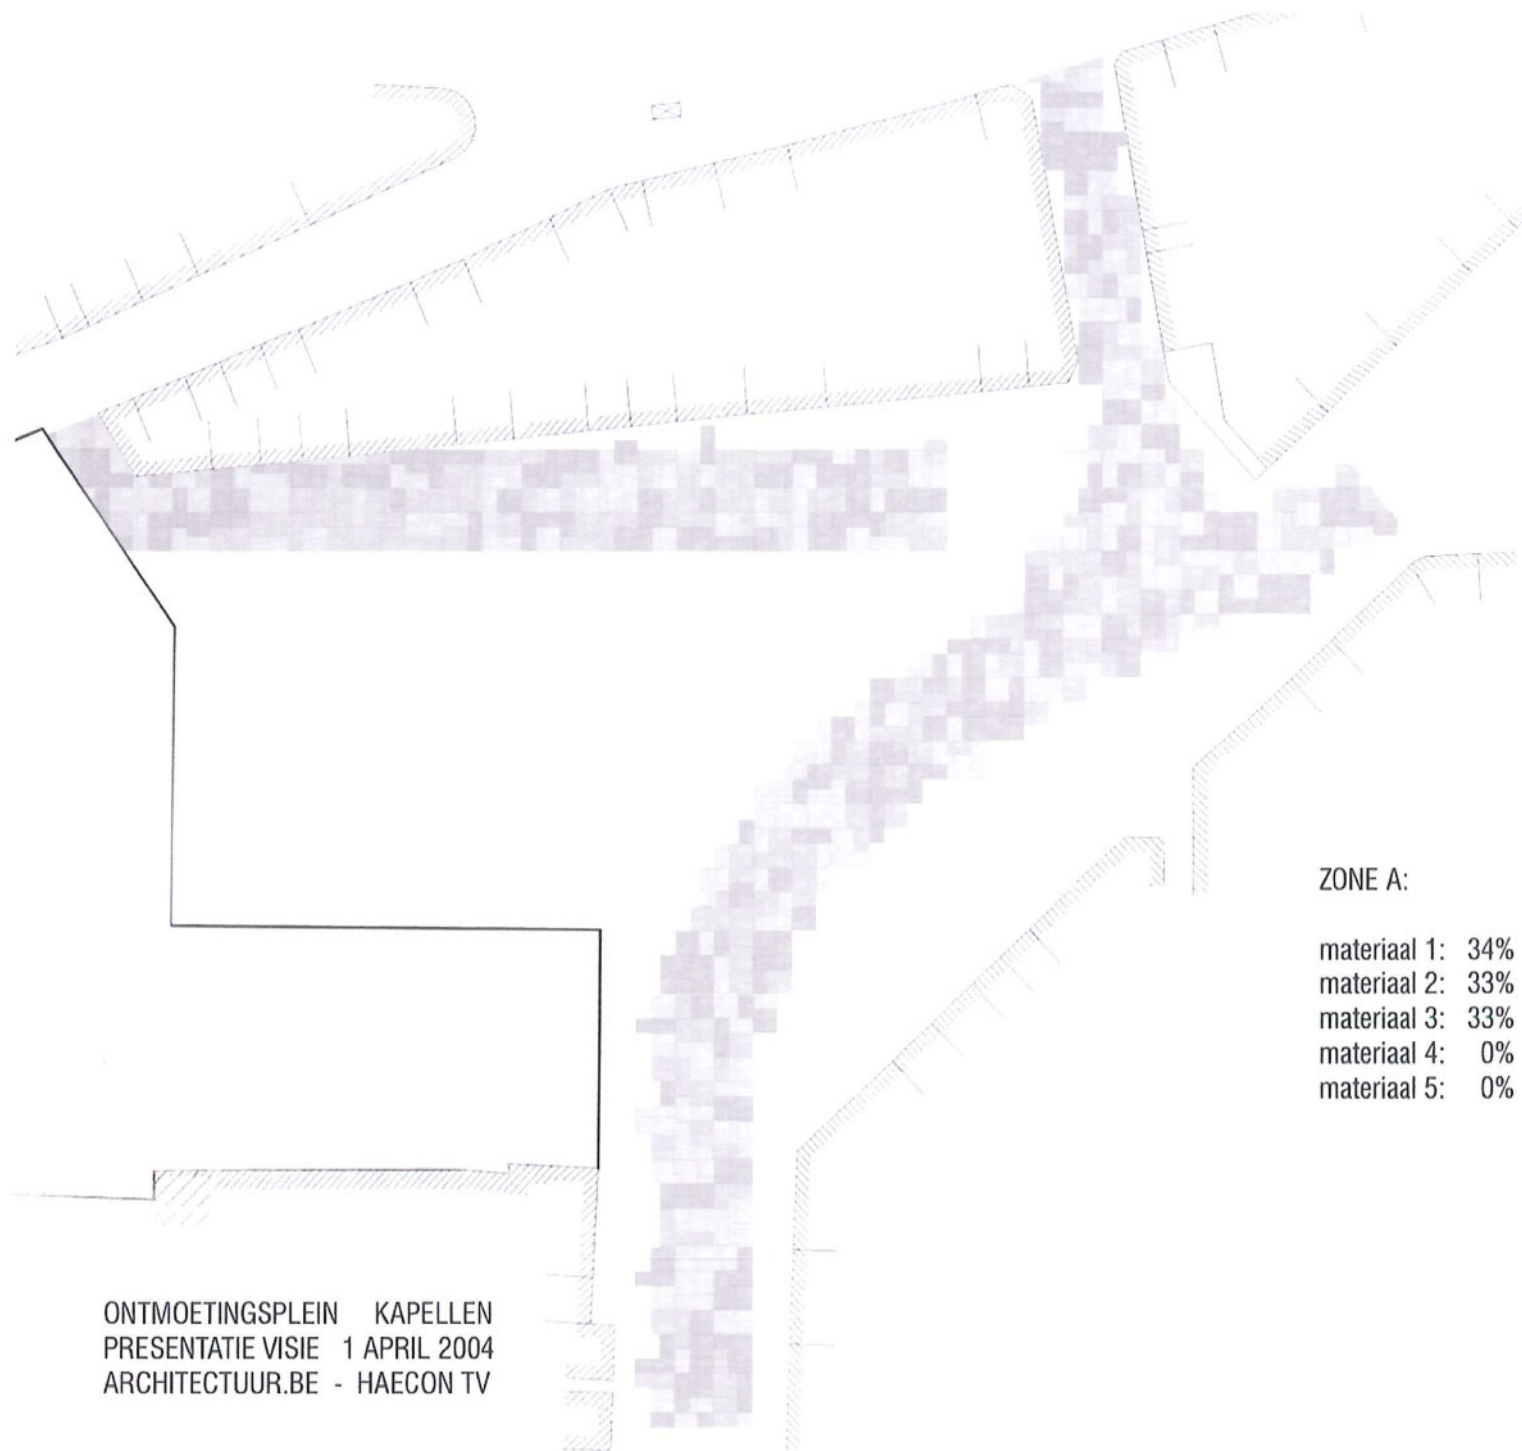 ZONE A:
materiaal 1: 34%
materiaal 2: 33%
materiaal 3: 33%
materiaal 4: 0%
materiaal 5: 0%
ONTMOETINGSPLEIN KAPELLEN
PRESENTATIE VISIE 1 APRIL 2004
ARCHITECTUUR.BE - HAECON TV